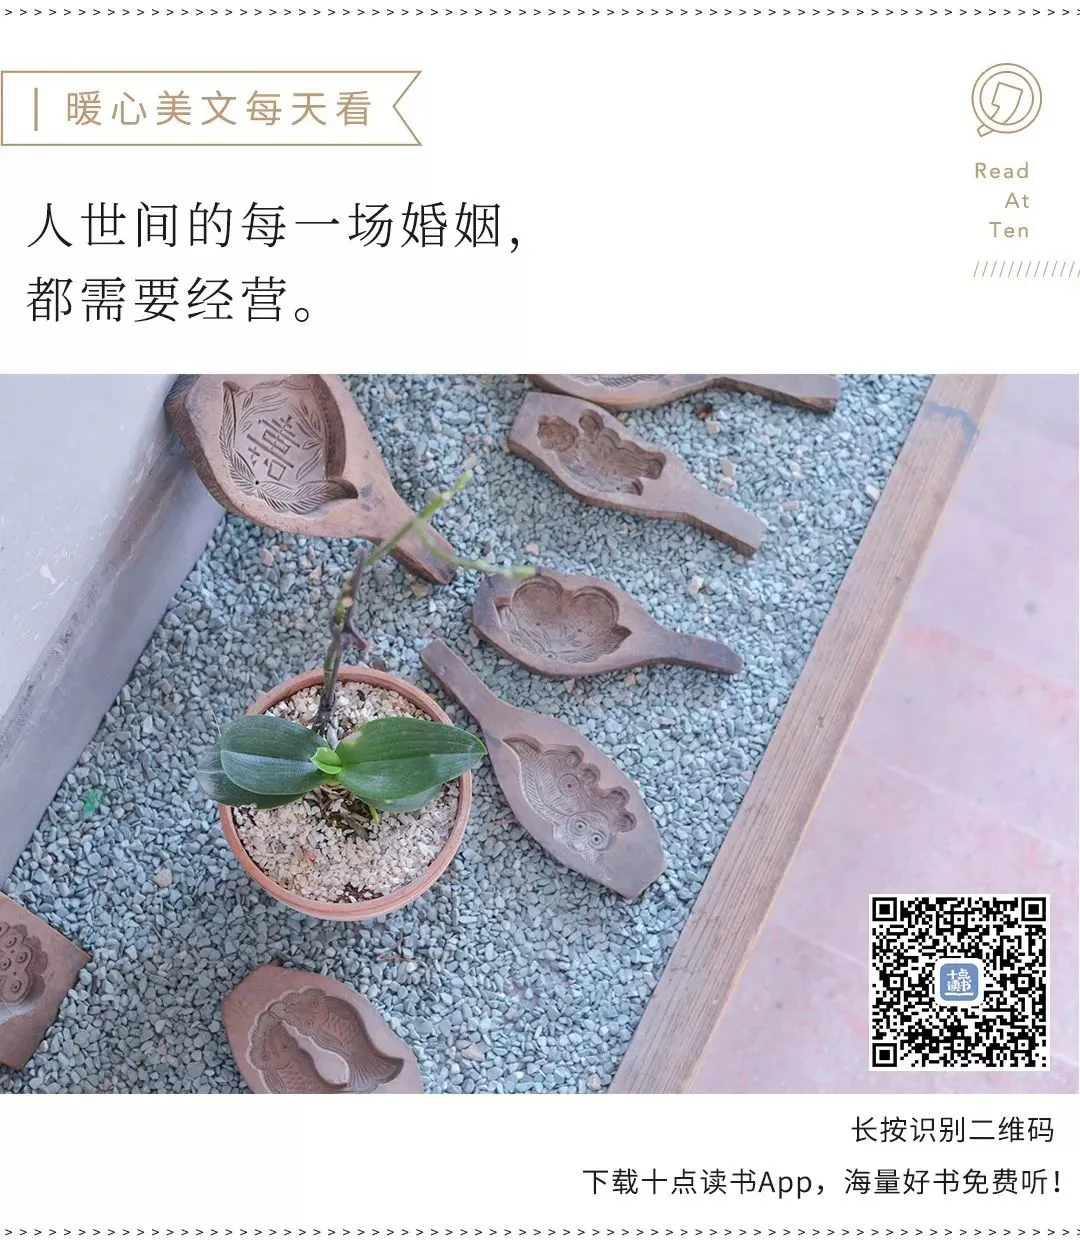 暖心美文每天看
Read
At
Ten
人世间的每一场婚姻，
都需要经营。
十点
读书
长按识别二维码
下载十点读书App，海量好书免费听！